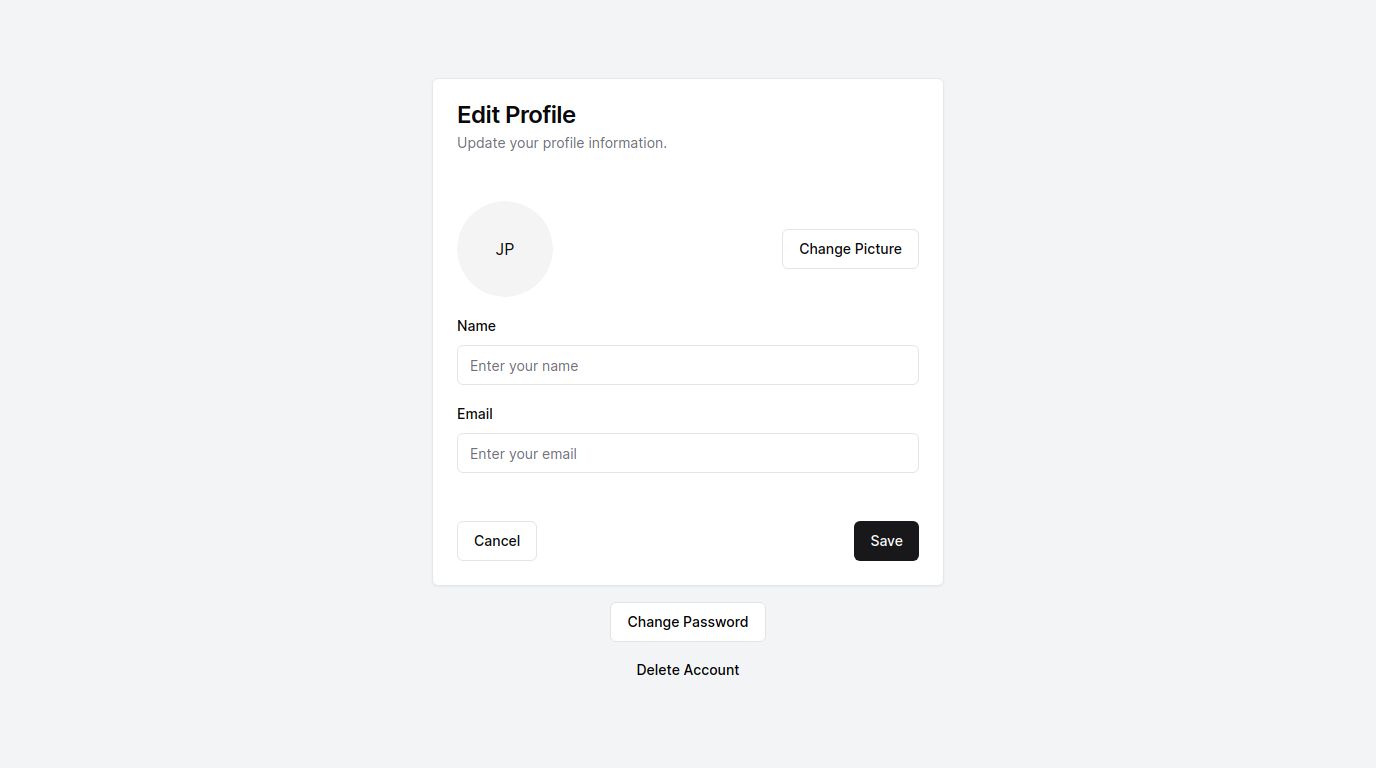 Edit Profile
Update your profile information.
JP
Change Picture
Name
Enter your name
Email
Enter your email
Cancel
Save
Change Password
Delete Account